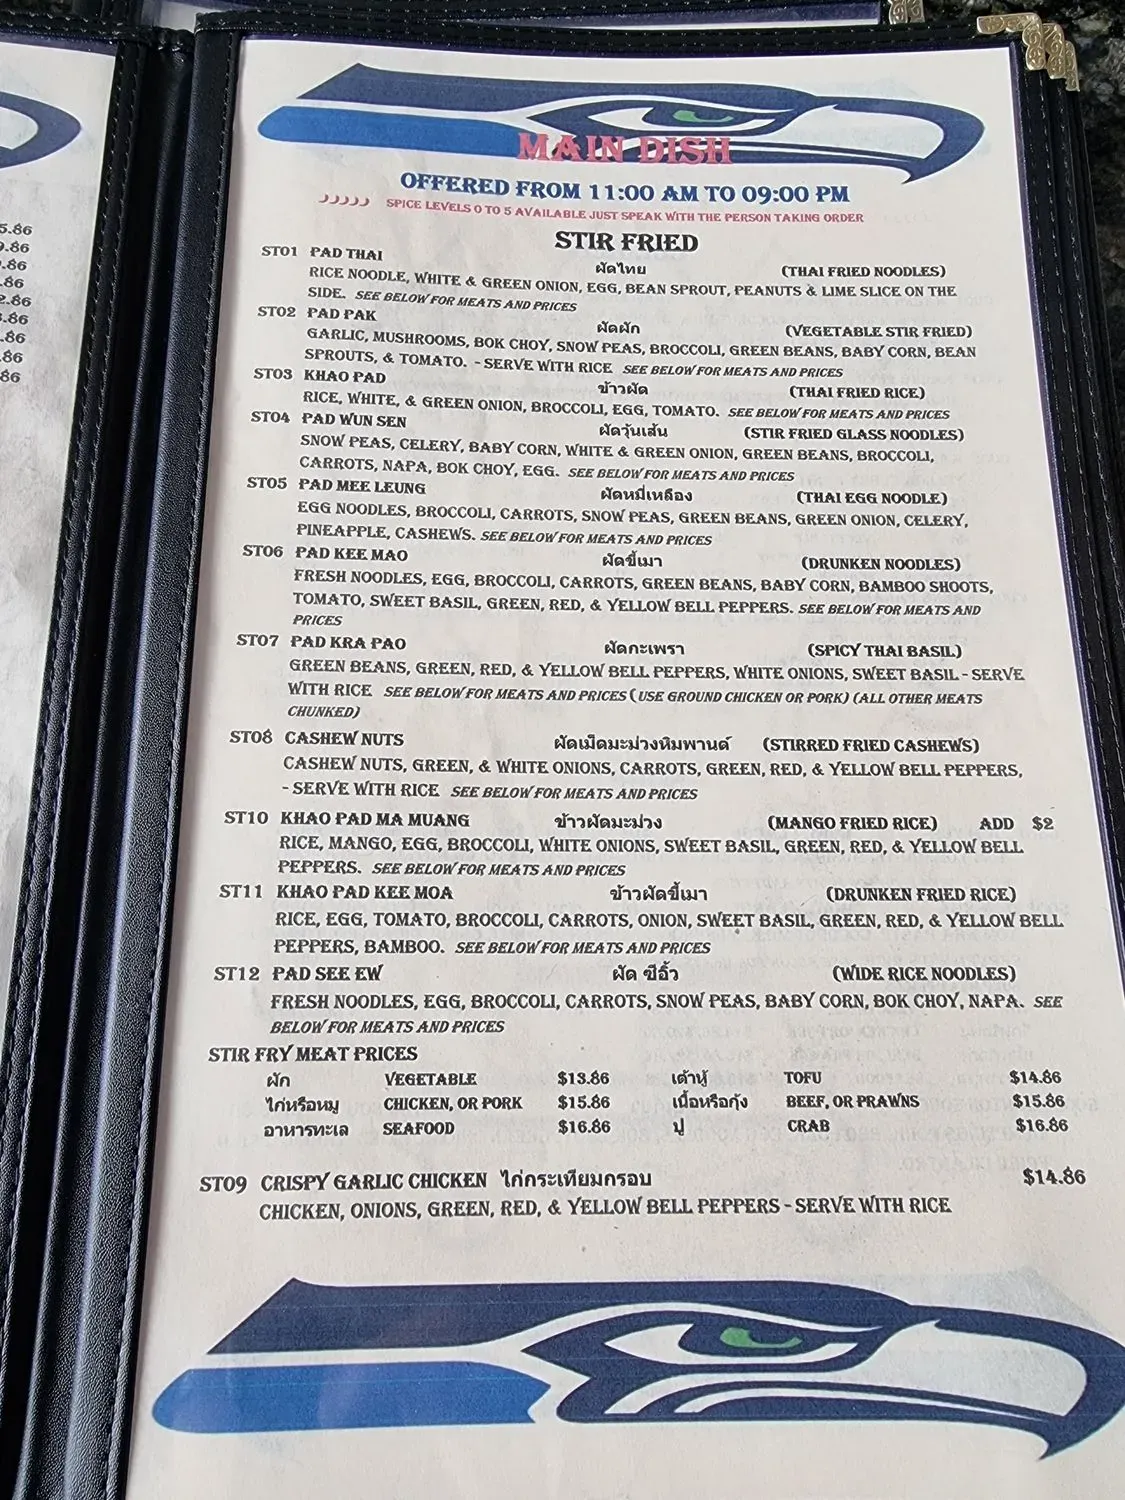 5.86
9.86
.86
.86
2.86
3.86
.86
.86
86
MAIN DISH
OFFERED FROM 11:00 AM TO 09:00 PM
SPICE LEVELS 0 TO 5 AVAILABLE JUST SPEAK WITH THE PERSON TAKING ORDER
STIR FRIED
ST01 PAD THAI ผัดไทย (THAI FRIED NOODLES)
RICE NOODLE, WHITE & GREEN ONION, EGG, BEAN SPROUT, PEANUTS & LIME SLICE ON THE
SIDE. SEE BELOW FOR MEATS AND PRICES
ST02 PAD PAK ผัดผัก (VEGETABLE STIR FRIED)
GARLIC, MUSHROOMS, BOK CHOY, SNOW PEAS, BROCCOLI, GREEN BEANS, BABY CORN, BEAN
SPROUTS, & TOMATO. - SERVE WITH RICE SEE BELOW FOR MEATS AND PRICES
ST03 KHAO PAD ข้าวผัด (THAI FRIED RICE)
RICE, WHITE, & GREEN ONION, BROCCOLI, EGG, TOMATO. SEE BELOW FOR MEATS AND PRICES
ST04 PAD WUN SEN ผัดวุ้นเส้น (STIR FRIED GLASS NOODLES)
SNOW PEAS, CELERY, BABY CORN, WHITE & GREEN ONION, GREEN BEANS, BROCCOLI,
CARROTS, NAPA, BOK CHOY, EGG. SEE BELOW FOR MEATS AND PRICES
ST05 PAD MEE LEUNG ผัดหมี่เหลือง (THAI EGG NOODLE)
EGG NOODLES, BROCCOLI, CARROTS, SNOW PEAS, GREEN BEANS, GREEN ONION, CELERY,
PINEAPPLE, CASHEWS. SEE BELOW FOR MEATS AND PRICES
ST06 PAD KEE MAO ผัดขี้เมา (DRUNKEN NOODLES)
FRESH NOODLES, EGG, BROCCOLI, CARROTS, GREEN BEANS, BABY CORN, BAMBOO SHOOTS,
TOMATO, SWEET BASIL, GREEN, RED, & YELLOW BELL PEPPERS. SEE BELOW FOR MEATS AND
PRICES
ST07 PAD KRA PAO ผัดกะเพรา (SPICY THAI BASIL)
GREEN BEANS, GREEN, RED, & YELLOW BELL PEPPERS, WHITE ONIONS, SWEET BASIL - SERVE
WITH RICE SEE BELOW FOR MEATS AND PRICES (USE GROUND CHICKEN OR PORK) (ALL OTHER MEATS
CHUNKED)
ST08 CASHEW NUTS ผัดเม็ดมะม่วงหิมพานต์ (STIRRED FRIED CASHEWS)
CASHEW NUTS, GREEN, & WHITE ONIONS, CARROTS, GREEN, RED, & YELLOW BELL PEPPERS,
- SERVE WITH RICE SEE BELOW FOR MEATS AND PRICES
ST10 KHAO PAD MA MUANG ข้าวผัดมะม่วง (MANGO FRIED RICE) ADD $2
RICE, MANGO, EGG, BROCCOLI, WHITE ONIONS, SWEET BASIL, GREEN, RED, & YELLOW BELL
PEPPERS. SEE BELOW FOR MEATS AND PRICES
ST11 KHAO PAD KEE MOA ข้าวผัดขี้เมา (DRUNKEN FRIED RICE)
RICE, EGG, TOMATO, BROCCOLI, CARROTS, ONION, SWEET BASIL, GREEN, RED, & YELLOW BELL
PEPPERS, BAMBOO. SEE BELOW FOR MEATS AND PRICES
ST12 PAD SEE EW ผัด ซีอิ้ว (WIDE RICE NOODLES)
FRESH NOODLES, EGG, BROCCOLI, CARROTS, SNOW PEAS, BABY CORN, BOK CHOY, NAPA. SEE
BELOW FOR MEATS AND PRICES
STIR FRY MEAT PRICES
ผัก VEGETABLE $13.86 เต้าหู้ TOFU $14.86
ไก่หรือหมู CHICKEN, OR PORK $15.86 เนื้อหรือกุ้ง BEEF, OR PRAWNS $15.86
อาหารทะเล SEAFOOD $16.86 ปู CRAB $16.86
ST09 CRISPY GARLIC CHICKEN ไก่กระเทียมกรอบ $14.86
CHICKEN, ONIONS, GREEN, RED, & YELLOW BELL PEPPERS - SERVE WITH RICE